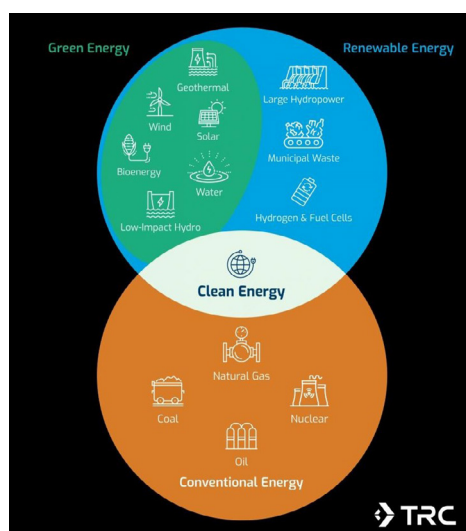 Green Energy
Renewable Energy
Geothermal
Large Hydropower
Wind
Solar
Municipal Waste
Bioenergy
Water
Hydrogen & Fuel Cells
Low-Impact Hydro
Clean Energy
Natural Gas
Coal
Nuclear
Oil
Conventional Energy
TRC